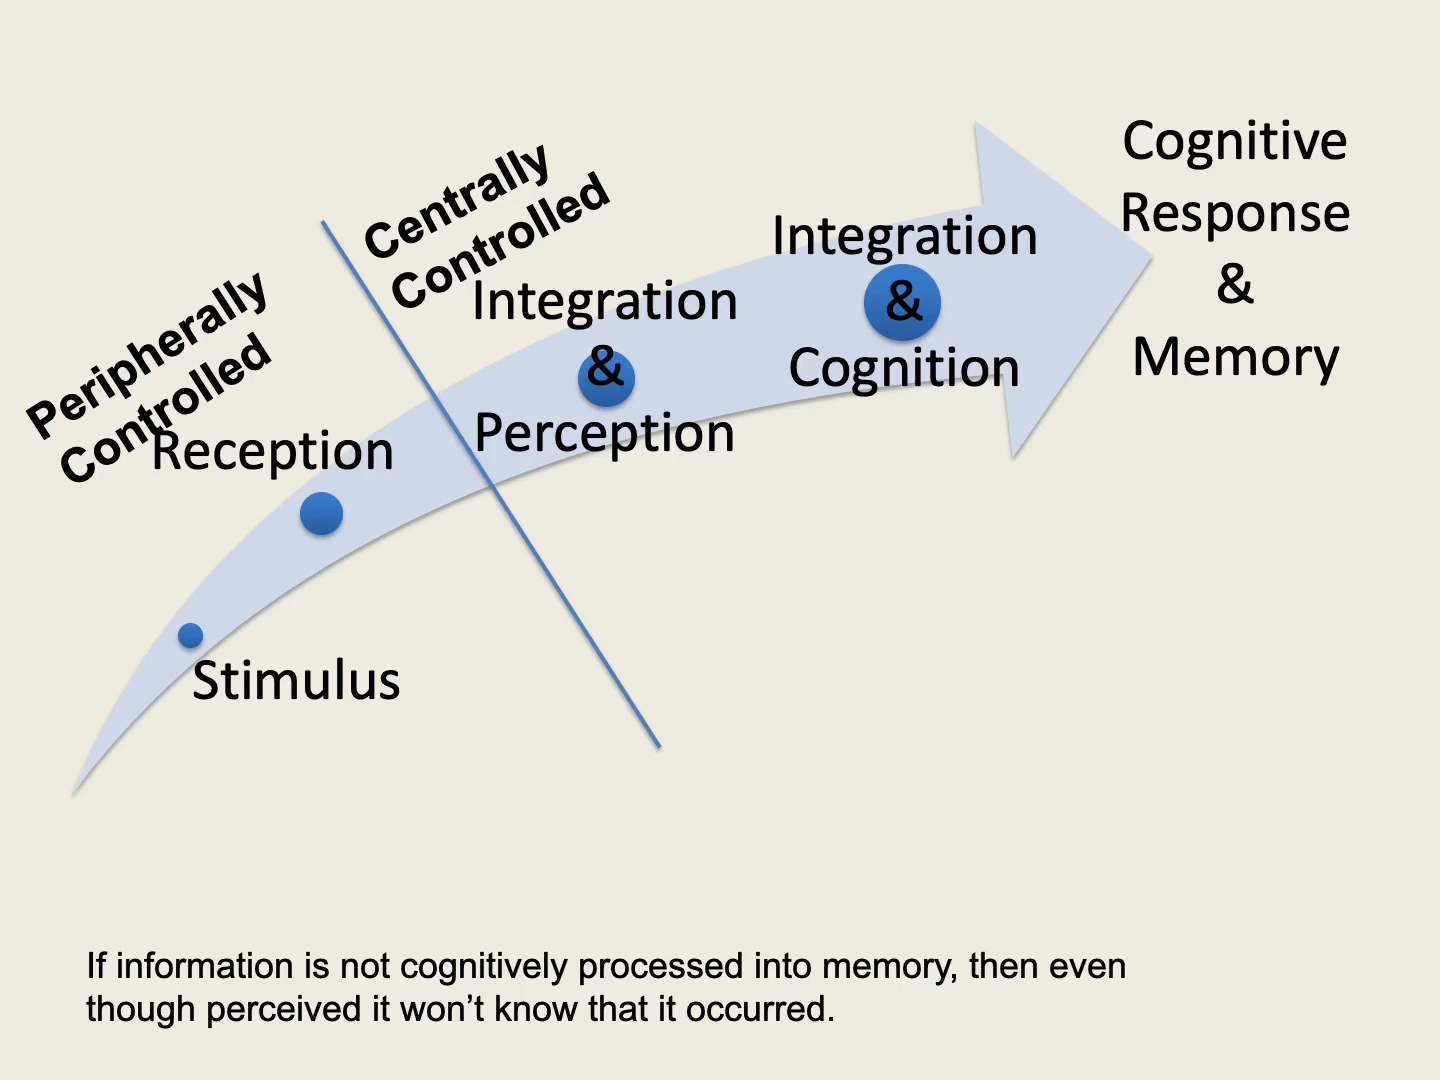 Peripherally
Controlled
Centrally
Controlled
Stimulus
Reception
Integration
&
Perception
Integration
&
Cognition
Cognitive
Response
&
Memory
If information is not cognitively processed into memory, then even
though perceived it won’t know that it occurred.